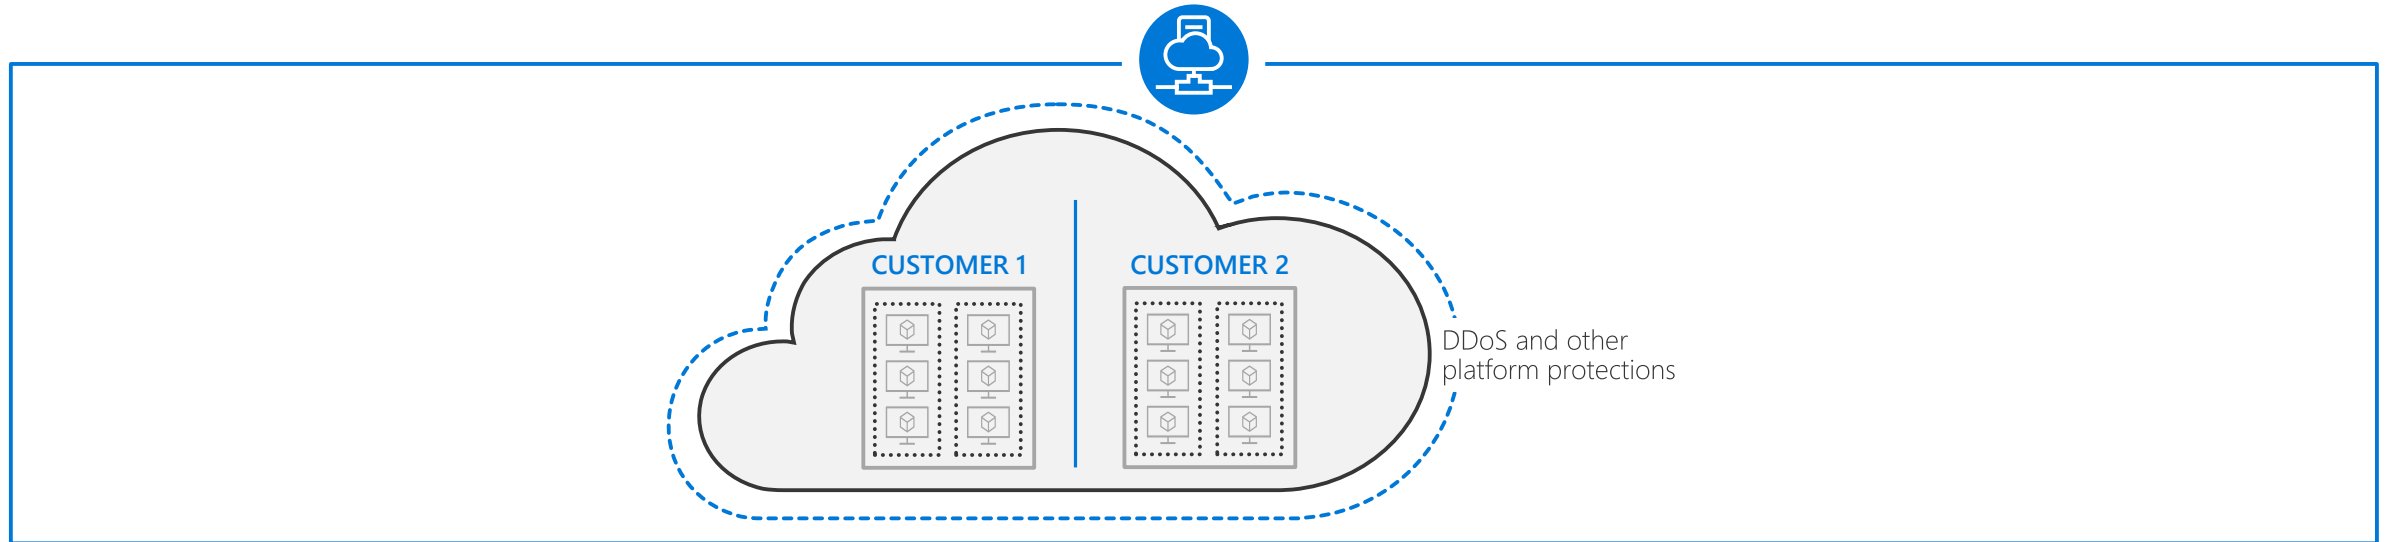 CUSTOMER 1
CUSTOMER 2
DDoS and other
platform protections